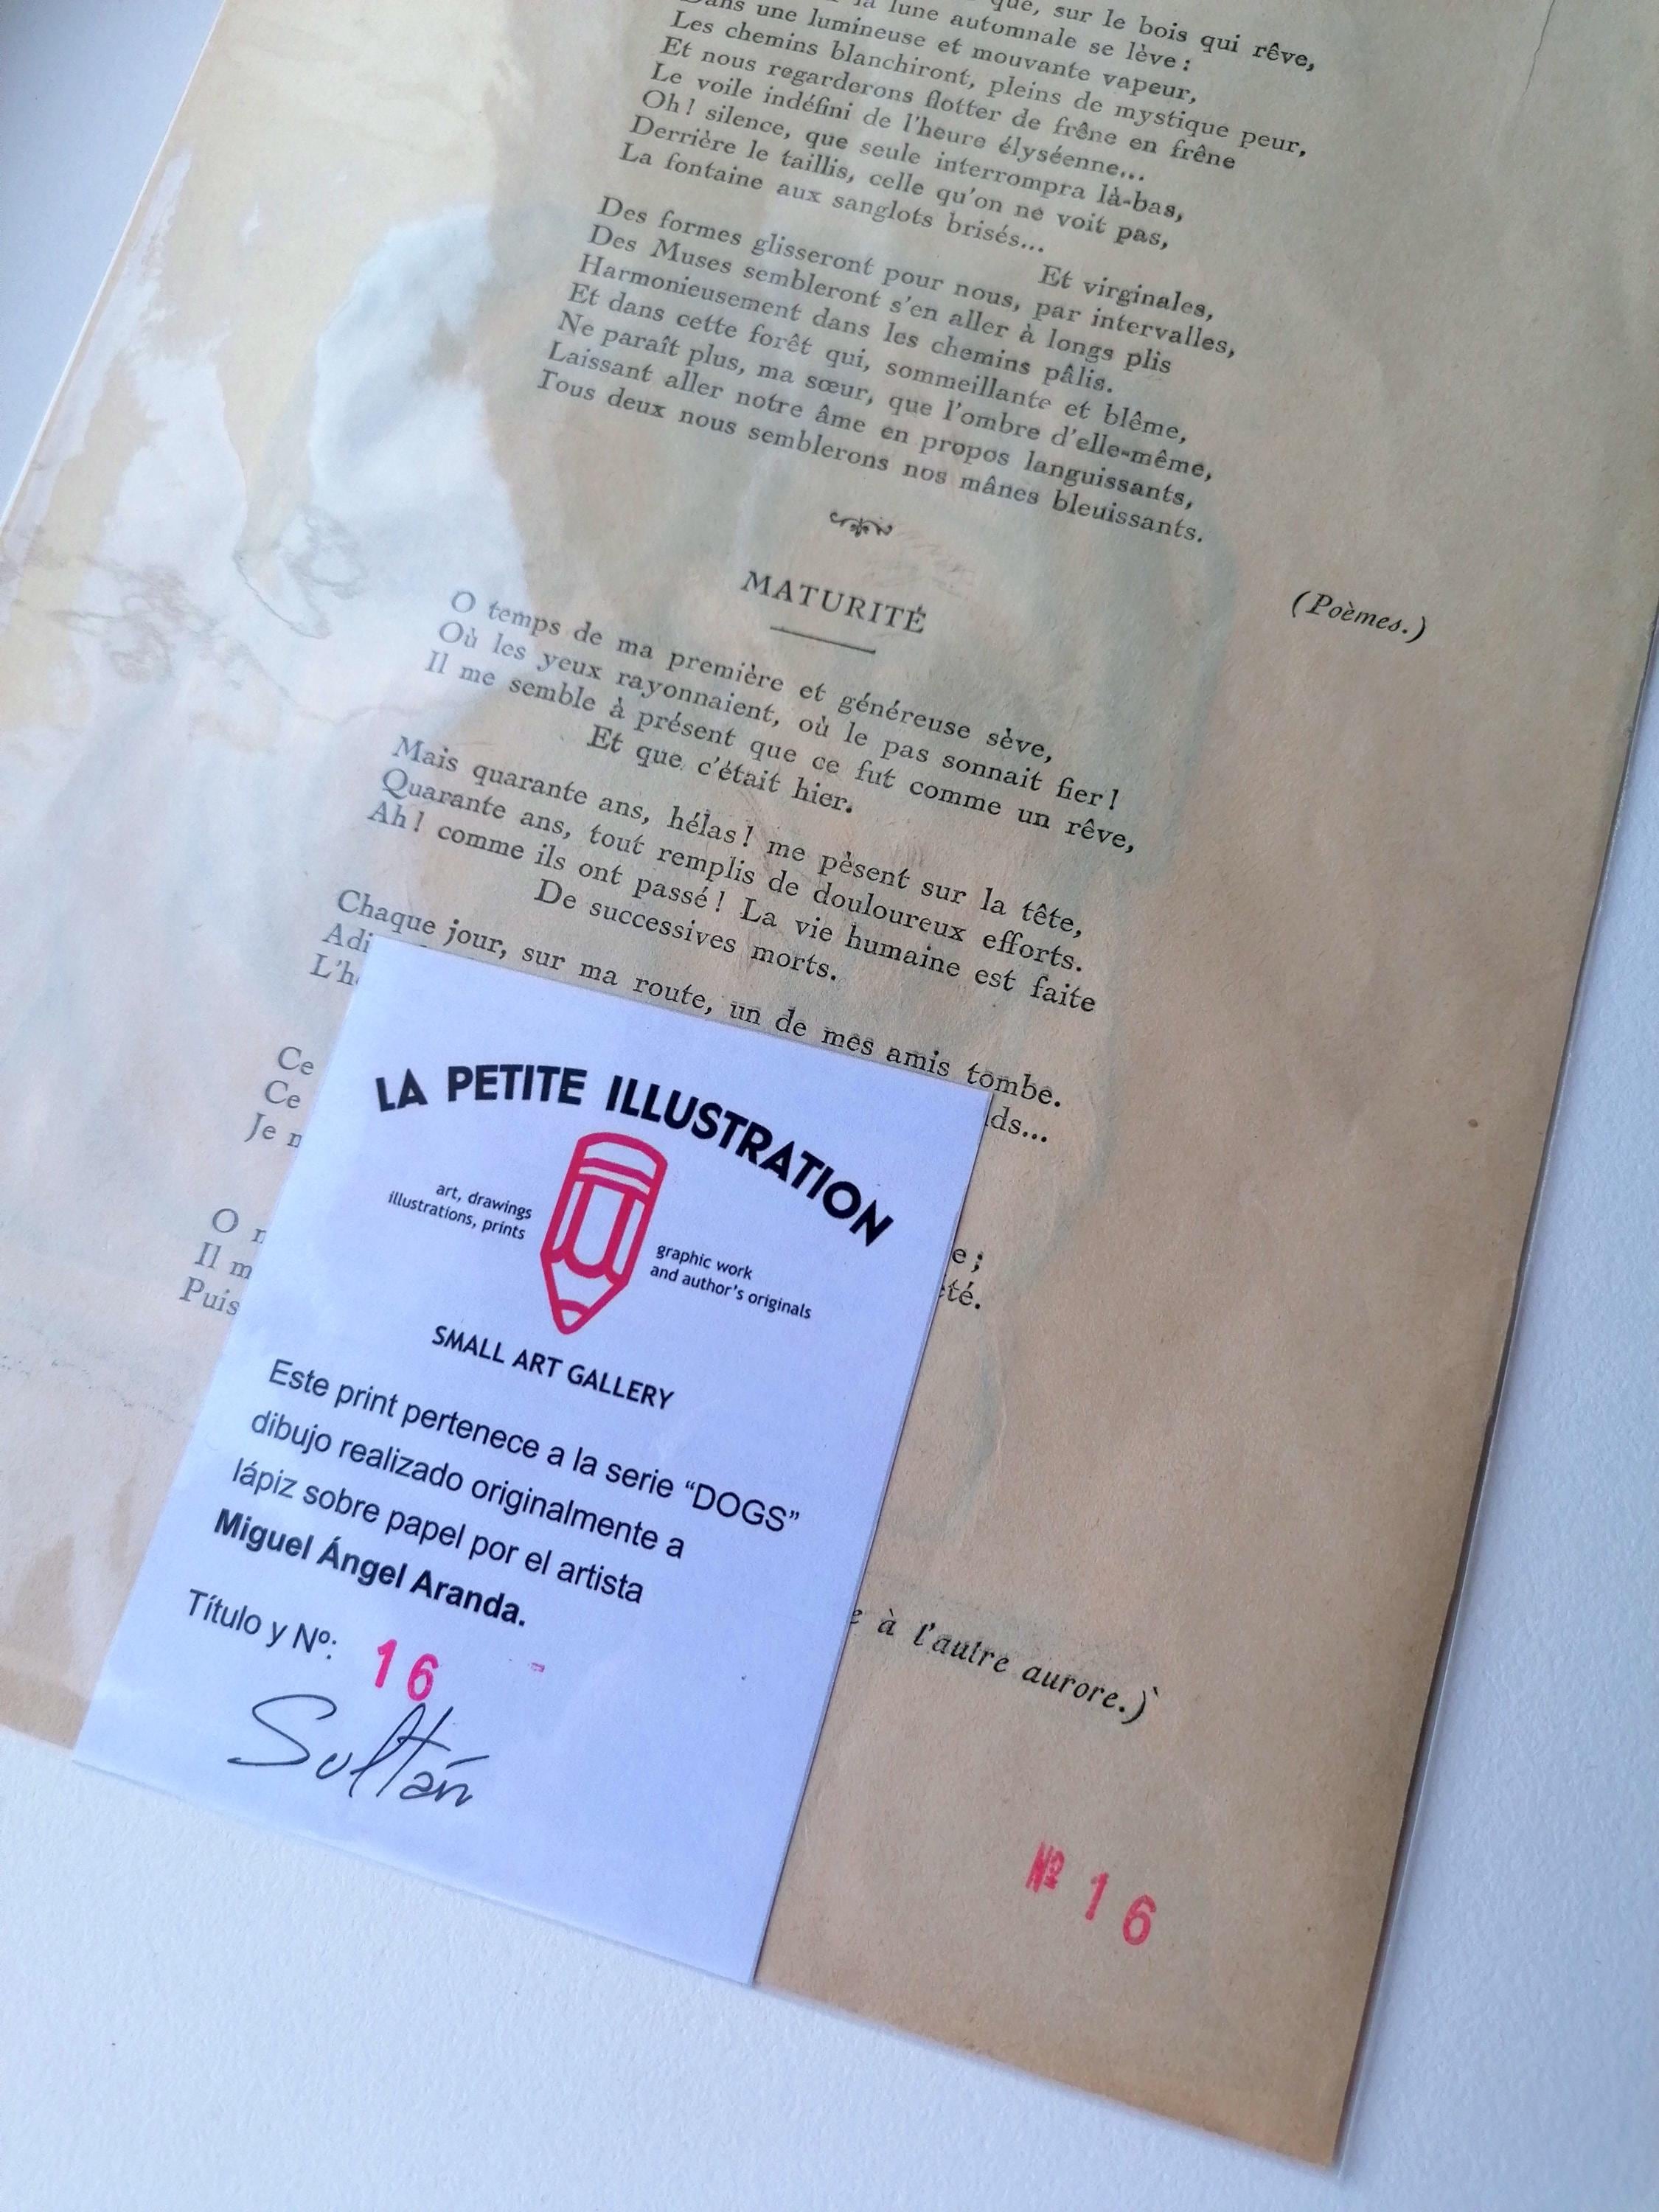 que, sur le bois qui rêve,
la lune automnale se lève :
Dans une lumineuse et mouvante vapeur,
Les chemins blanchiront, pleins de mystique peur,
Et nous regarderons flotter de frêne en frêne
Le voile indéfini de l'heure élyséenne...
Oh! silence, que seule interrompra là-bas,
Derrière le taillis, celle qu'on ne voit pas,
La fontaine aux sanglots brisés...
Et virginales,
Des formes glisseront pour nous, par intervalles,
Des Muses sembleront s'en aller à longs plis
Harmonieusement dans les chemins pâlis.
Et dans cette forêt qui, sommeillante et blême,
Ne paraît plus, ma sœur, que l'ombre d'elle-même,
Laissant aller notre âme en propos languissants,
Tous deux nous semblerons nos mânes bleuissants.
(Poèmes.)
MATURITÉ
O temps de ma première et généreuse sève,
Où les yeux rayonnaient, où le pas sonnait fier!
Il me semble à présent que ce fut comme un rêve,
Et que c'était hier.
Mais quarante ans, hélas! me pèsent sur la tête,
Quarante ans, tout remplis de douloureux efforts.
Ah! comme ils ont passé! La vie humaine est faite
De successives morts.
Chaque jour, sur ma route, un de mes amis tombe.
Adi
ds...
L'h
Ce
Ce
Je n
e;
O
été.
Il m
Puis
à l'autre aurore.)
Nº 16
LA PETITE ILLUSTRATION
art, drawings
illustrations, prints
graphic work
and author's originals
SMALL ART GALLERY
Este print pertenece a la serie "DOGS"
dibujo realizado originalmente a
lápiz sobre papel por el artista
Miguel Ángel Aranda.
Título y Nº: 16
Sultán